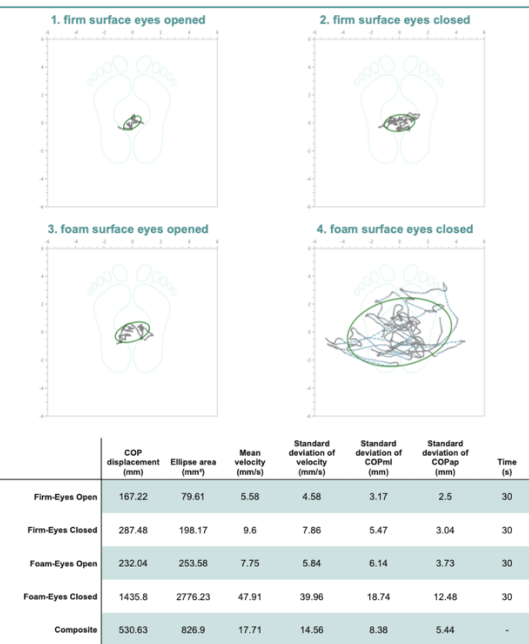 1. firm surface eyes opened
2. firm surface eyes closed
3. foam surface eyes opened
4. foam surface eyes closed
COP displacement (mm) Ellipse area (mm²) Mean velocity (mm/s) Standard deviation of velocity (mm/s) Standard deviation of COPml (mm) Standard deviation of COPap (mm) Time (s)
Firm-Eyes Open 167.22 79.61 5.58 4.58 3.17 2.5 30
Firm-Eyes Closed 287.48 198.17 9.6 7.86 5.47 3.04 30
Foam-Eyes Open 232.04 253.58 7.75 5.84 6.14 3.73 30
Foam-Eyes Closed 1435.8 2776.23 47.91 39.96 18.74 12.48 30
Composite 530.63 826.9 17.71 14.56 8.38 5.44 -